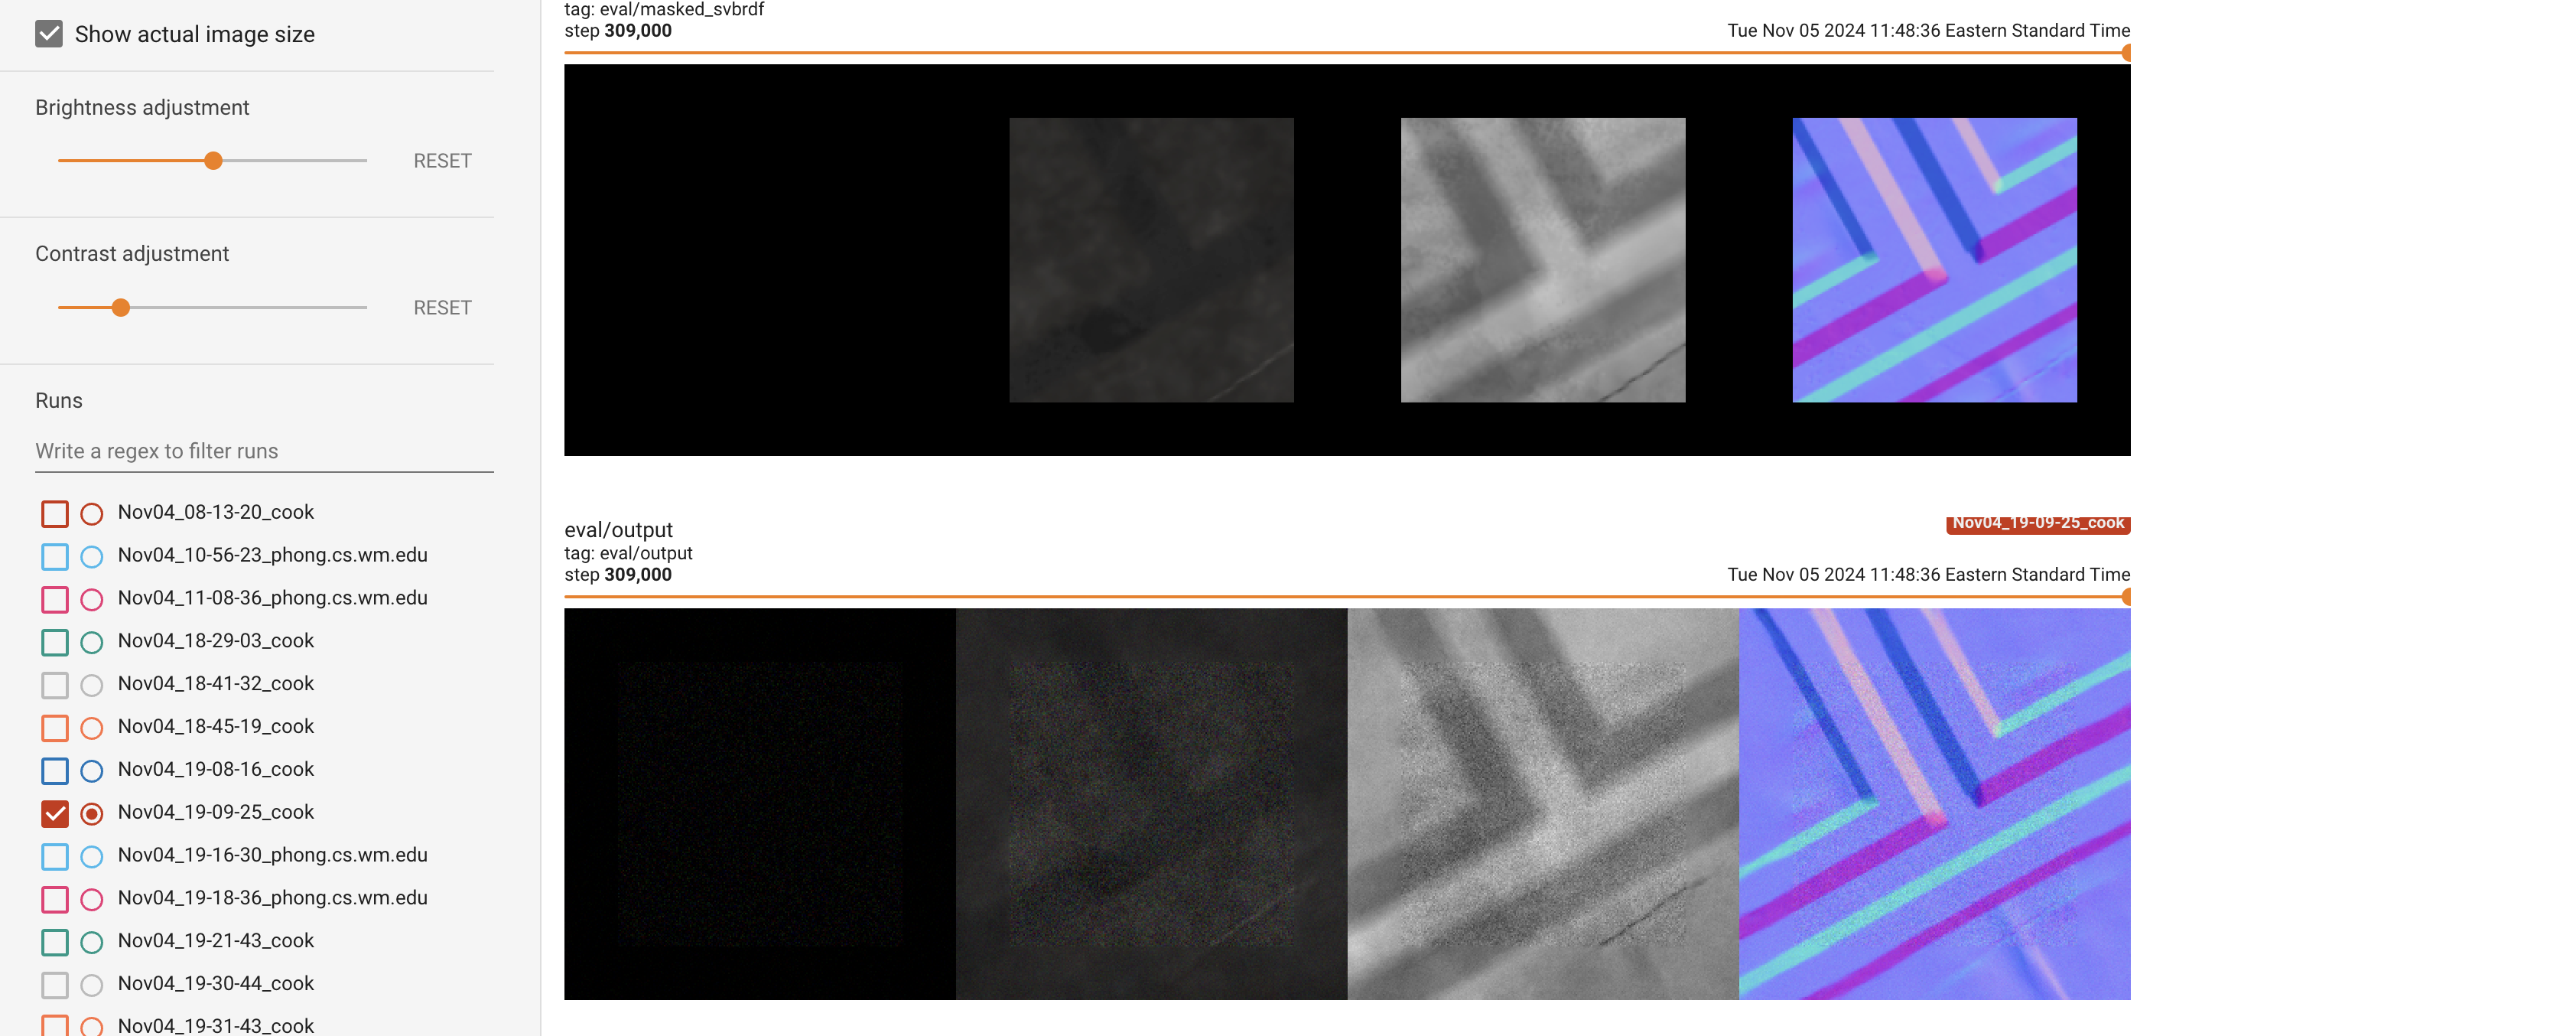 Show actual image size
Brightness adjustment
RESET
Contrast adjustment
RESET
Runs
Write a regex to filter runs
Nov04_08-13-20_cook
Nov04_10-56-23_phong.cs.wm.edu
Nov04_11-08-36_phong.cs.wm.edu
Nov04_18-29-03_cook
Nov04_18-41-32_cook
Nov04_18-45-19_cook
Nov04_19-08-16_cook
Nov04_19-09-25_cook
Nov04_19-16-30_phong.cs.wm.edu
Nov04_19-18-36_phong.cs.wm.edu
Nov04_19-21-43_cook
Nov04_19-30-44_cook
Nov04_19-31-43_cook
tag: eval/masked_svbrdf
step 309,000
Tue Nov 05 2024 11:48:36 Eastern Standard Time
eval/output
Nov04_19-09-25_cook
tag: eval/output
step 309,000
Tue Nov 05 2024 11:48:36 Eastern Standard Time